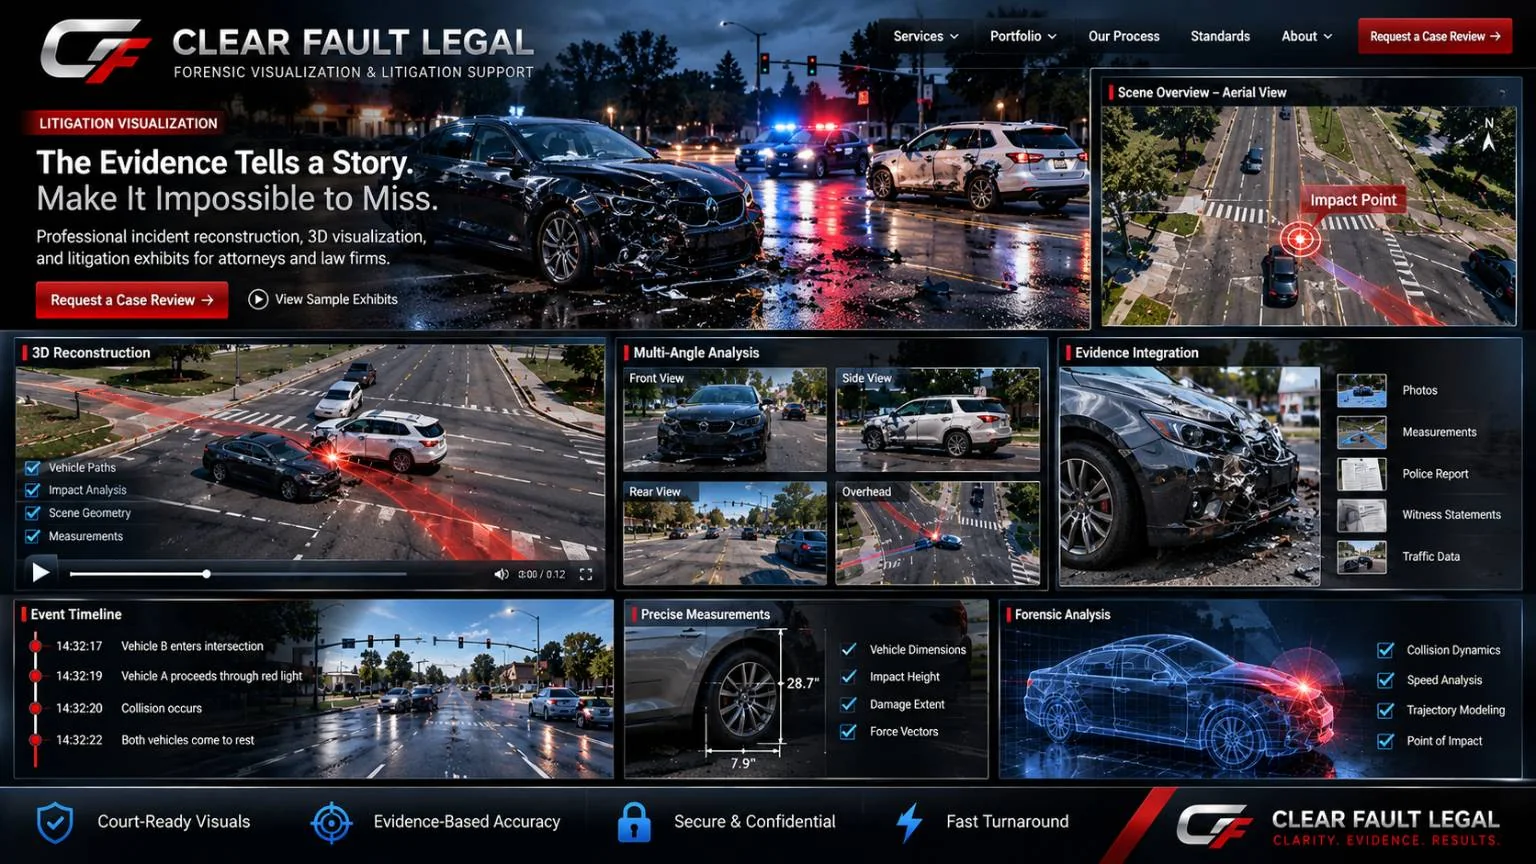 CF CLEAR FAULT LEGAL
FORENSIC VISUALIZATION & LITIGATION SUPPORT
Services
Portfolio
Our Process
Standards
About
Request a Case Review →
LITIGATION VISUALIZATION
The Evidence Tells a Story.
Make It Impossible to Miss.
Professional incident reconstruction, 3D visualization,
and litigation exhibits for attorneys and law firms.
Request a Case Review →
View Sample Exhibits
Scene Overview – Aerial View
N
Impact Point
3D Reconstruction
Vehicle Paths
Impact Analysis
Scene Geometry
Measurements
0:00 / 0:12
Multi-Angle Analysis
Front View
Side View
Rear View
Overhead
Evidence Integration
Photos
Measurements
Police Report
Witness Statements
Traffic Data
Event Timeline
14:32:17 Vehicle B enters intersection
14:32:19 Vehicle A proceeds through red light
14:32:20 Collision occurs
14:32:22 Both vehicles come to rest
Precise Measurements
28.7"
7.9"
Vehicle Dimensions
Impact Height
Damage Extent
Force Vectors
Forensic Analysis
Collision Dynamics
Speed Analysis
Trajectory Modeling
Point of Impact
Court-Ready Visuals
Evidence-Based Accuracy
Secure & Confidential
Fast Turnaround
CF CLEAR FAULT LEGAL
CLARITY. EVIDENCE. RESULTS.